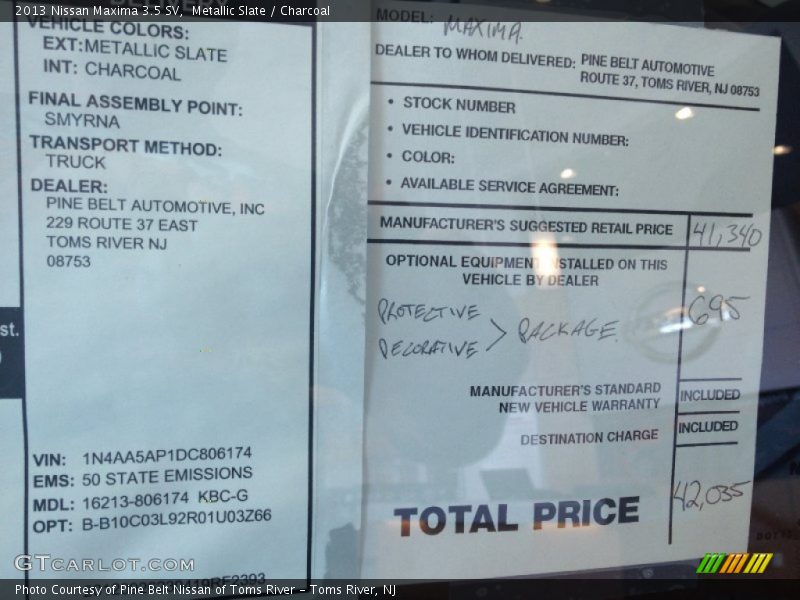 2013 Nissan Maxima 3.5 SV, Metallic Slate / Charcoal
VEHICLE COLORS:
EXT:METALLIC SLATE
INT: CHARCOAL
FINAL ASSEMBLY POINT:
SMYRNA
TRANSPORT METHOD:
TRUCK
DEALER:
PINE BELT AUTOMOTIVE, INC
229 ROUTE 37 EAST
TOMS RIVER NJ
08753
st.
VIN: 1N4AA5AP1DC806174
EMS: 50 STATE EMISSIONS
MDL: 16213-806174 KBC-G
OPT: B-B10C03L92R01U03Z66
MODEL: MAXIMA
DEALER TO WHOM DELIVERED: PINE BELT AUTOMOTIVE
ROUTE 37, TOMS RIVER, NJ 08753
• STOCK NUMBER
• VEHICLE IDENTIFICATION NUMBER:
• COLOR:
• AVAILABLE SERVICE AGREEMENT:
MANUFACTURER'S SUGGESTED RETAIL PRICE 41,340
OPTIONAL EQUIPMENT INSTALLED ON THIS
VEHICLE BY DEALER
PROTECTIVE
DECORATIVE > PACKAGE. 695
MANUFACTURER'S STANDARD
NEW VEHICLE WARRANTY INCLUDED
DESTINATION CHARGE INCLUDED
TOTAL PRICE 42,035
GTCARLOT.COM
Photo Courtesy of Pine Belt Nissan of Toms River - Toms River, NJ